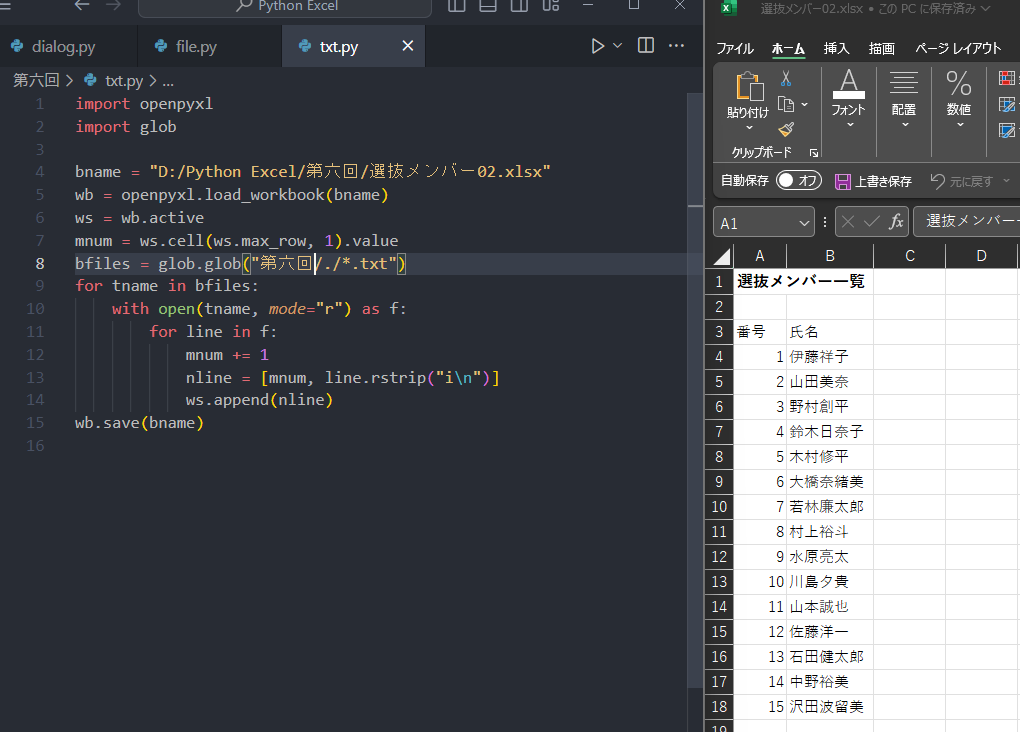 Python Excel
dialog.py
file.py
txt.py
第六回 > txt.py > ...
1 import openpyxl
2 import glob
3
4 bname = "D:/Python Excel/第六回/選抜メンバー02.xlsx"
5 wb = openpyxl.load_workbook(bname)
6 ws = wb.active
7 mnum = ws.cell(ws.max_row, 1).value
8 bfiles = glob.glob("第六回/./*.txt")
9 for tname in bfiles:
10 with open(tname, mode="r") as f:
11 for line in f:
12 mnum += 1
13 nline = [mnum, line.rstrip("i\n")]
14 ws.append(nline)
15 wb.save(bname)
16
選抜メンバー02.xlsx • この PC に保存済み
ファイル ホーム 挿入 描画 ページ レイアウト
貼り付け
クリップボード
フォント
配置
数値
自動保存 オフ 上書き保存 元に戻す
A1 fx 選抜メンバー
A B C D
1 選抜メンバー一覧
2
3 番号 氏名
4 1 伊藤祥子
5 2 山田美奈
6 3 野村創平
7 4 鈴木日奈子
8 5 木村修平
9 6 大橋奈緒美
10 7 若林廉太郎
11 8 村上裕斗
12 9 水原亮太
13 10 川島夕貴
14 11 山本誠也
15 12 佐藤洋一
16 13 石田健太郎
17 14 中野裕美
18 15 沢田波留美
19